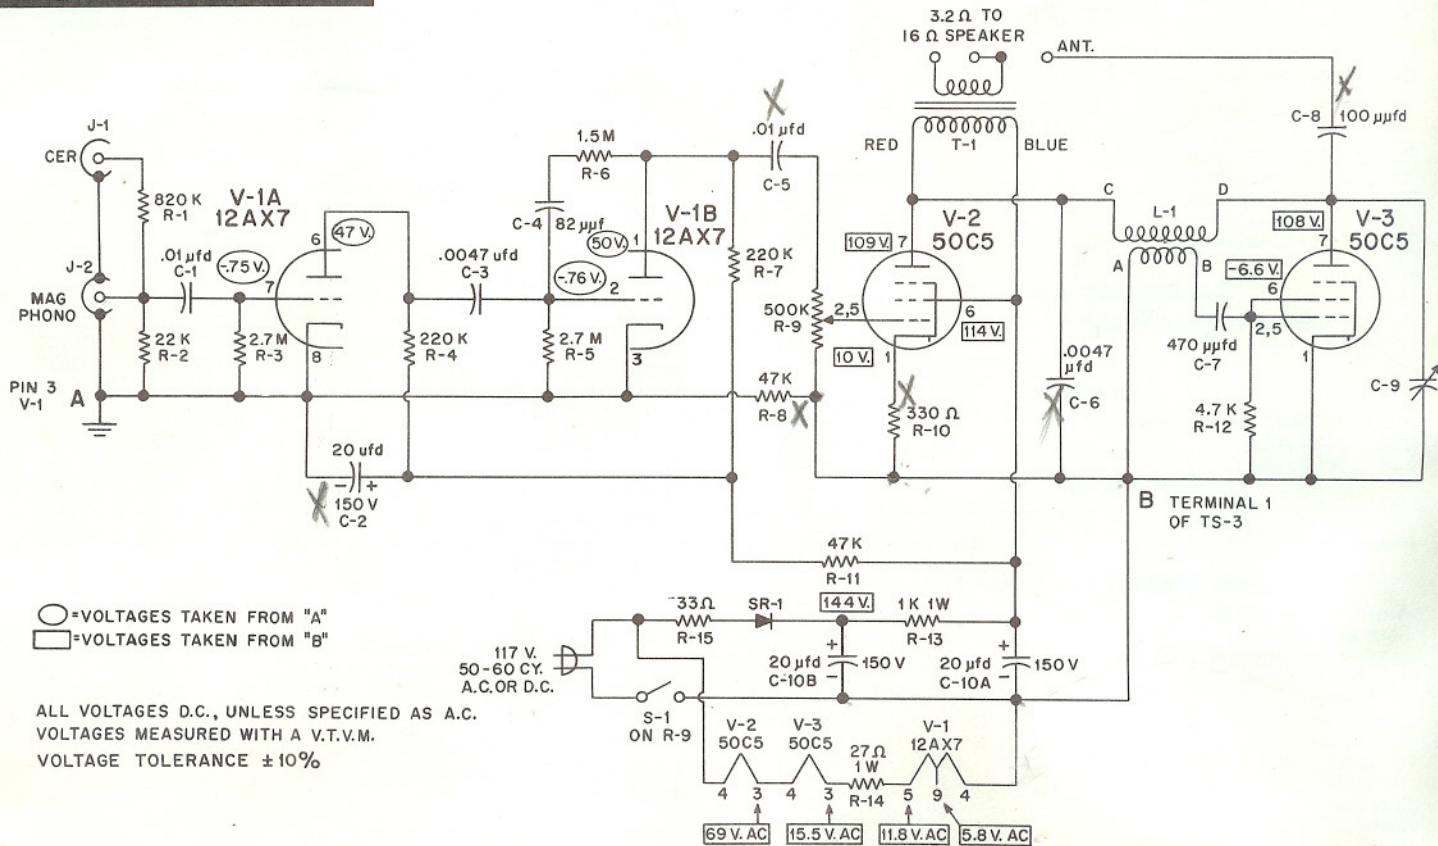 3.2 Ω TO
16 Ω SPEAKER
ANT.
J-1
CER
820 K
R-1
V-1A
12AX7
6
47 V.
1.5 M
R-6
.01 µfd
C-5
RED
T-1
BLUE
C-8
100 µµfd
C
L-1
D
C-4
82 µµf
V-1B
12AX7
50V.
1
V-2
50C5
109 V.
7
108 V.
7
V-3
50C5
J-2
MAG
PHONO
.01 µfd
C-1
-.75 V.
7
.0047 ufd
C-3
-.76 V.
2
220 K
R-7
500K
R-9
2,5
6
114 V.
A
B
-6.6 V.
6
2,5
22 K
R-2
2.7 M
R-3
8
220 K
R-4
2.7 M
R-5
3
10 V.
1
.0047
µfd
C-6
470 µµfd
C-7
1
C-9
PIN 3
V-1
A
47 K
R-8
330 Ω
R-10
4.7 K
R-12
20 ufd
- +
150 V
C-2
B
TERMINAL 1
OF TS-3
47K
R-11
=VOLTAGES TAKEN FROM "A"
=VOLTAGES TAKEN FROM "B"
33Ω
R-15
SR-1
144 V.
1 K 1W
R-13
117 V.
50-60 CY.
A.C. OR D.C.
+
20 µfd
C-10B
-
150 V
+
20 µfd
C-10A
-
150 V
S-1
ON R-9
ALL VOLTAGES D.C., UNLESS SPECIFIED AS A.C.
VOLTAGES MEASURED WITH A V.T.V.M.
VOLTAGE TOLERANCE ±10%
V-2
50C5
V-3
50C5
27Ω
1 W
R-14
V-1
12AX7
4 3 4 3 5 9 4
69 V. AC
15.5 V. AC
11.8 V. AC
5.8 V. AC